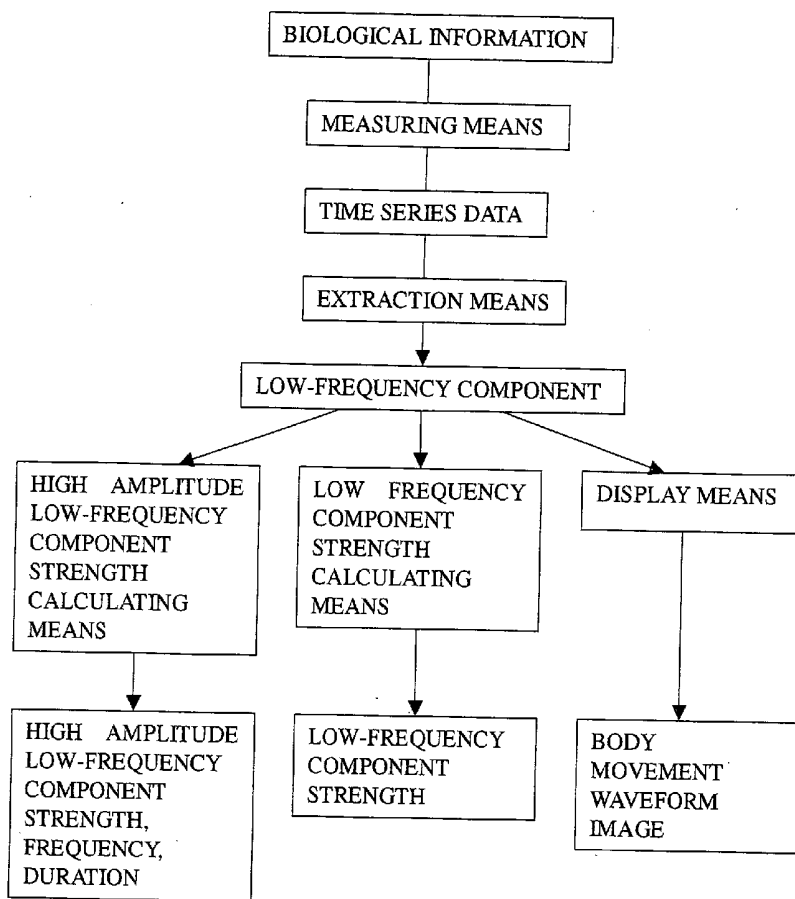 BIOLOGICAL INFORMATION
MEASURING MEANS
TIME SERIES DATA
EXTRACTION MEANS
LOW-FREQUENCY COMPONENT
HIGH AMPLITUDE
LOW-FREQUENCY
COMPONENT
STRENGTH
CALCULATING
MEANS
LOW FREQUENCY
COMPONENT
STRENGTH
CALCULATING
MEANS
DISPLAY MEANS
HIGH AMPLITUDE
LOW-FREQUENCY
COMPONENT
STRENGTH,
FREQUENCY,
DURATION
LOW-FREQUENCY
COMPONENT
STRENGTH
BODY
MOVEMENT
WAVEFORM
IMAGE